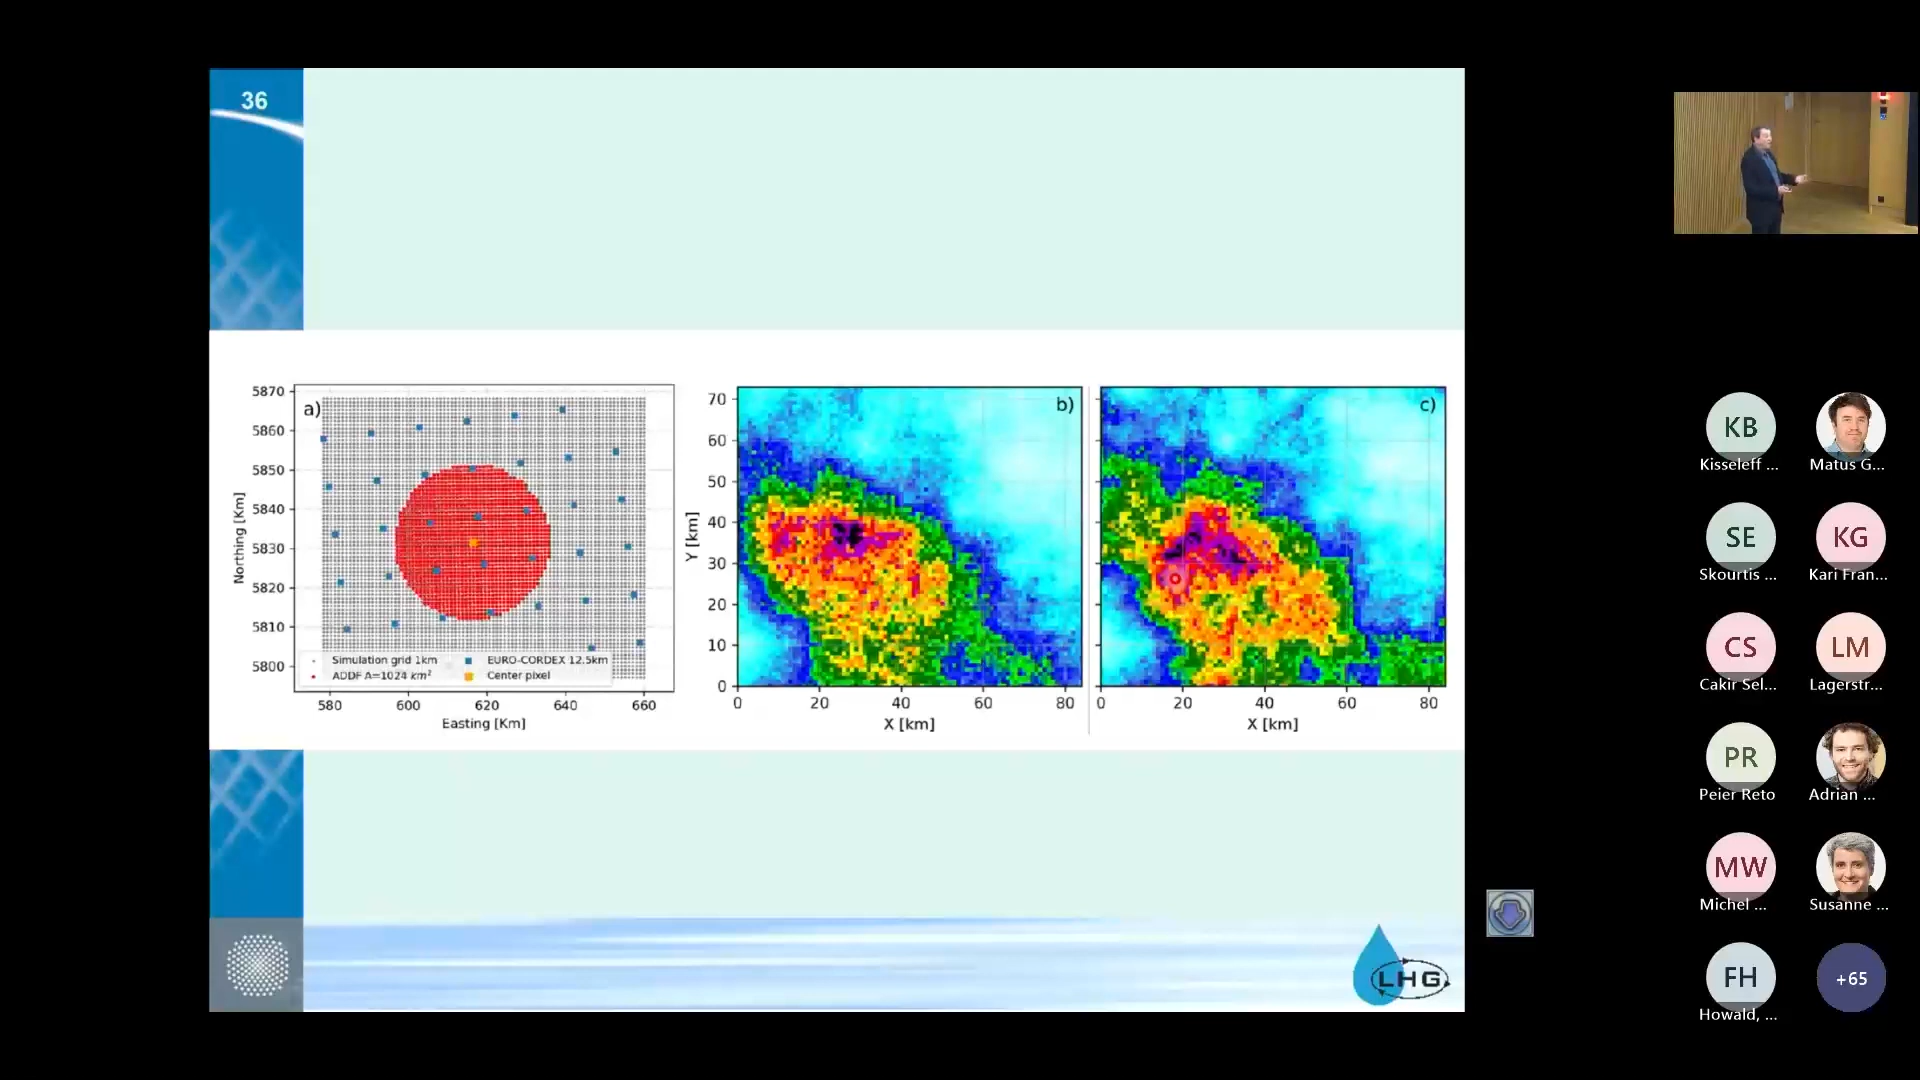 36
a)
5870
5860
5850
5840
5830
5820
5810
5800
Northing [Km]
Simulation grid 1km
EURO-CORDEX 12.5km
ADDF A=1024 km²
Center pixel
580 600 620 640 660
Easting [Km]
b)
70
60
50
40
30
20
10
0
Y [km]
0 20 40 60 80
X [km]
c)
0 20 40 60 80
X [km]
LHG
KB
Kisseleff ...
Matus G...
SE
Skourtis ...
KG
Kari Fran...
CS
Cakir Sel...
LM
Lagerstr...
PR
Peier Reto
Adrian ...
MW
Michel ...
Susanne ...
FH
Howald, ...
+65